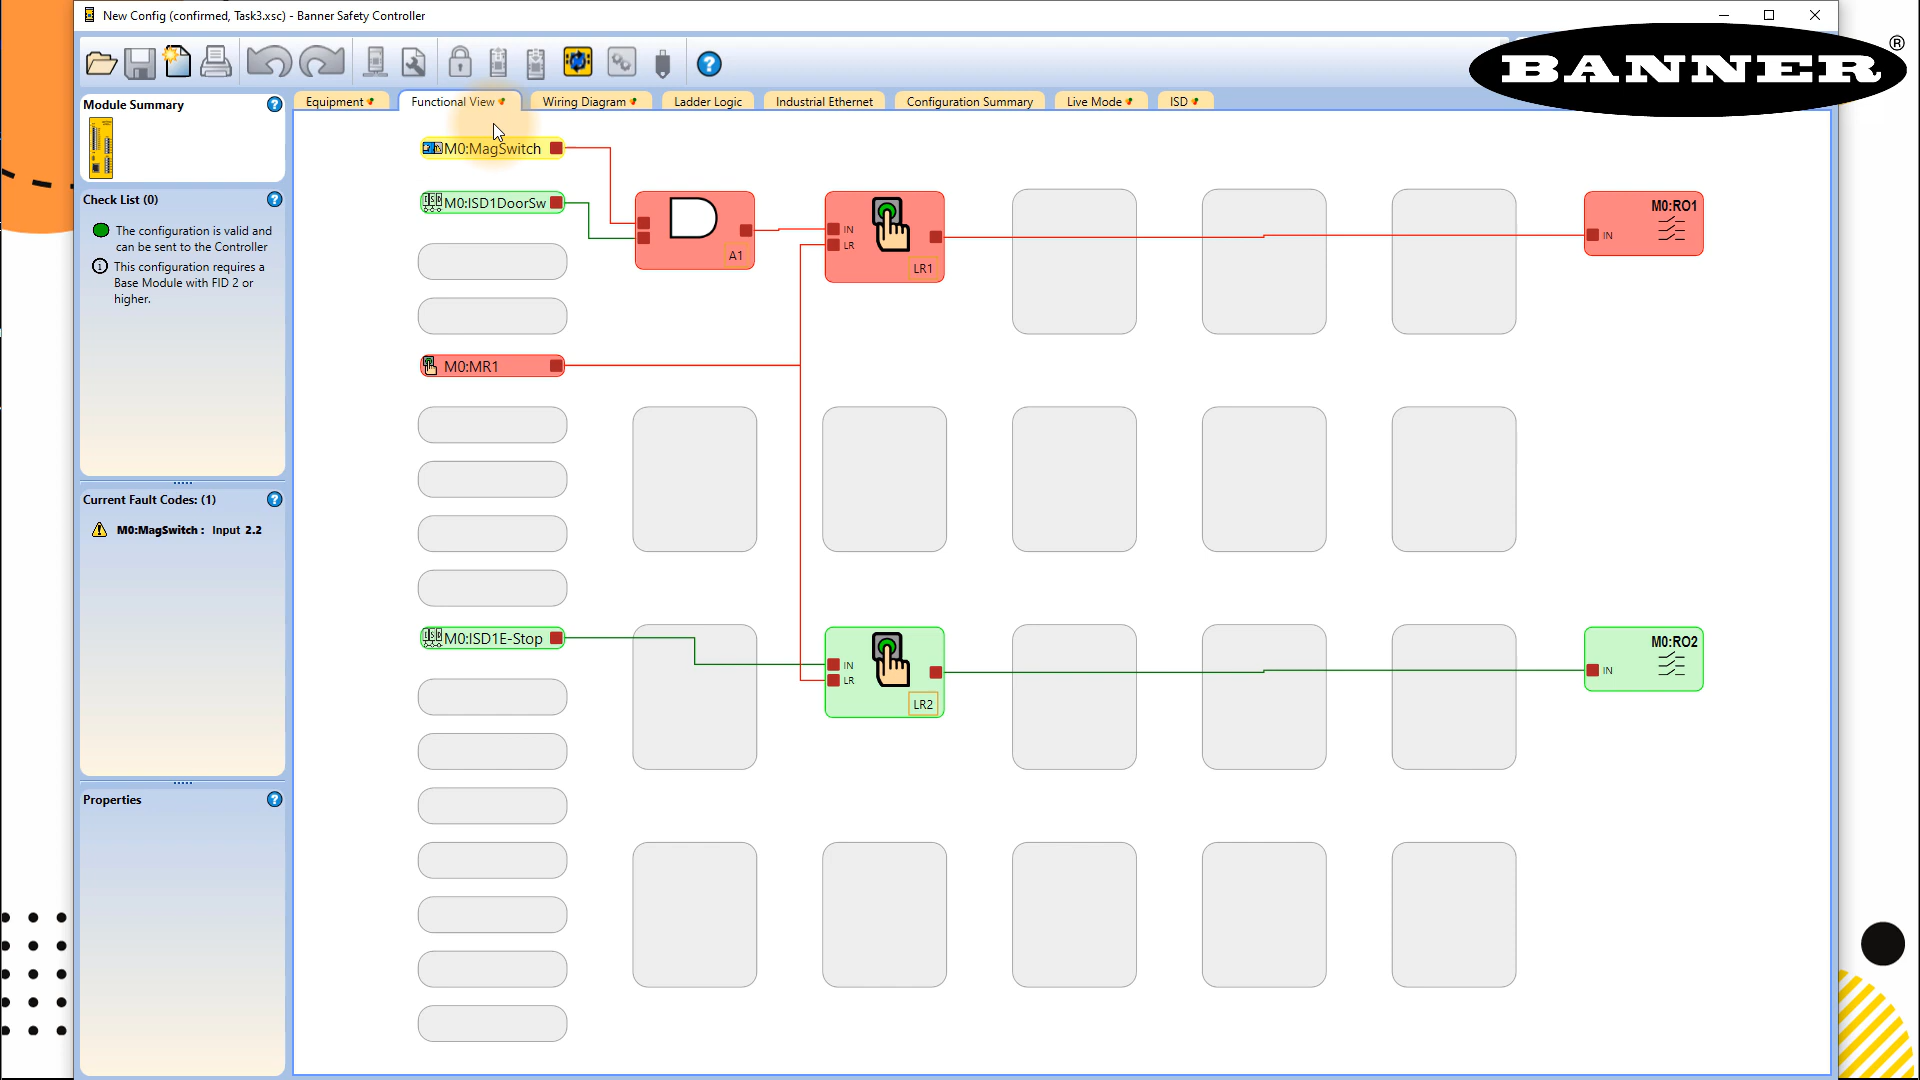 New Config (confirmed, Task3.xsc) - Banner Safety Controller
BANNER®
Module Summary
Equipment
Functional View
Wiring Diagram
Ladder Logic
Industrial Ethernet
Configuration Summary
Live Mode
ISD
Check List (0)
The configuration is valid and
can be sent to the Controller
This configuration requires a
Base Module with FID 2 or
higher.
Current Fault Codes: (1)
M0:MagSwitch : Input 2.2
Properties
M0:MagSwitch
M0:ISD1DoorSw
A1
IN
LR
LR1
M0:RO1
IN
M0:MR1
M0:ISD1E-Stop
IN
LR
LR2
M0:RO2
IN